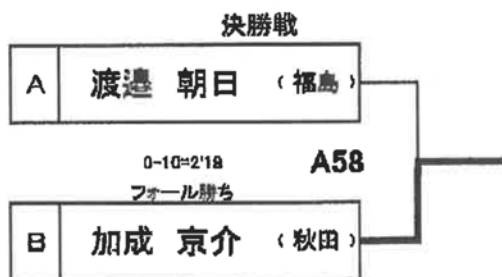 決勝戦
A 渡邉 朝日 (福島)
0-10=2'18 A58
フォール勝ち
B 加成 京介 (秋田)